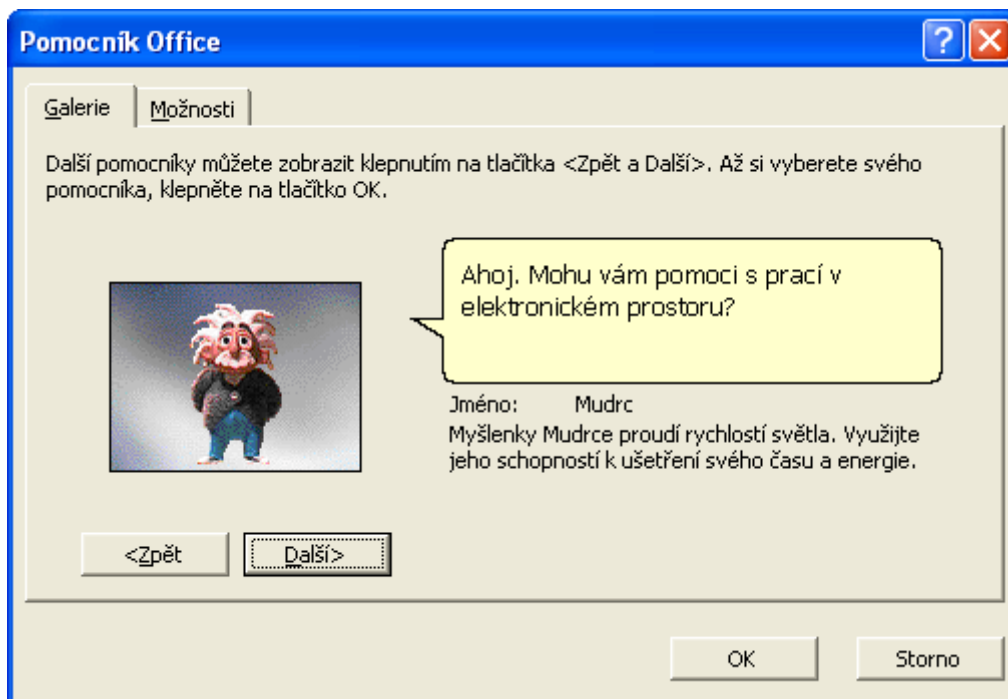 Pomocník Office
Galerie
Možnosti
Další pomocníky můžete zobrazit klepnutím na tlačítka <Zpět a Další>. Až si vyberete svého
pomocníka, klepněte na tlačítko OK.
Ahoj. Mohu vám pomoci s prací v
elektronickém prostoru?
Jméno: Mudrc
Myšlenky Mudrce proudí rychlostí světla. Využijte
jeho schopností k ušetření svého času a energie.
<Zpět
Další>
OK
Storno